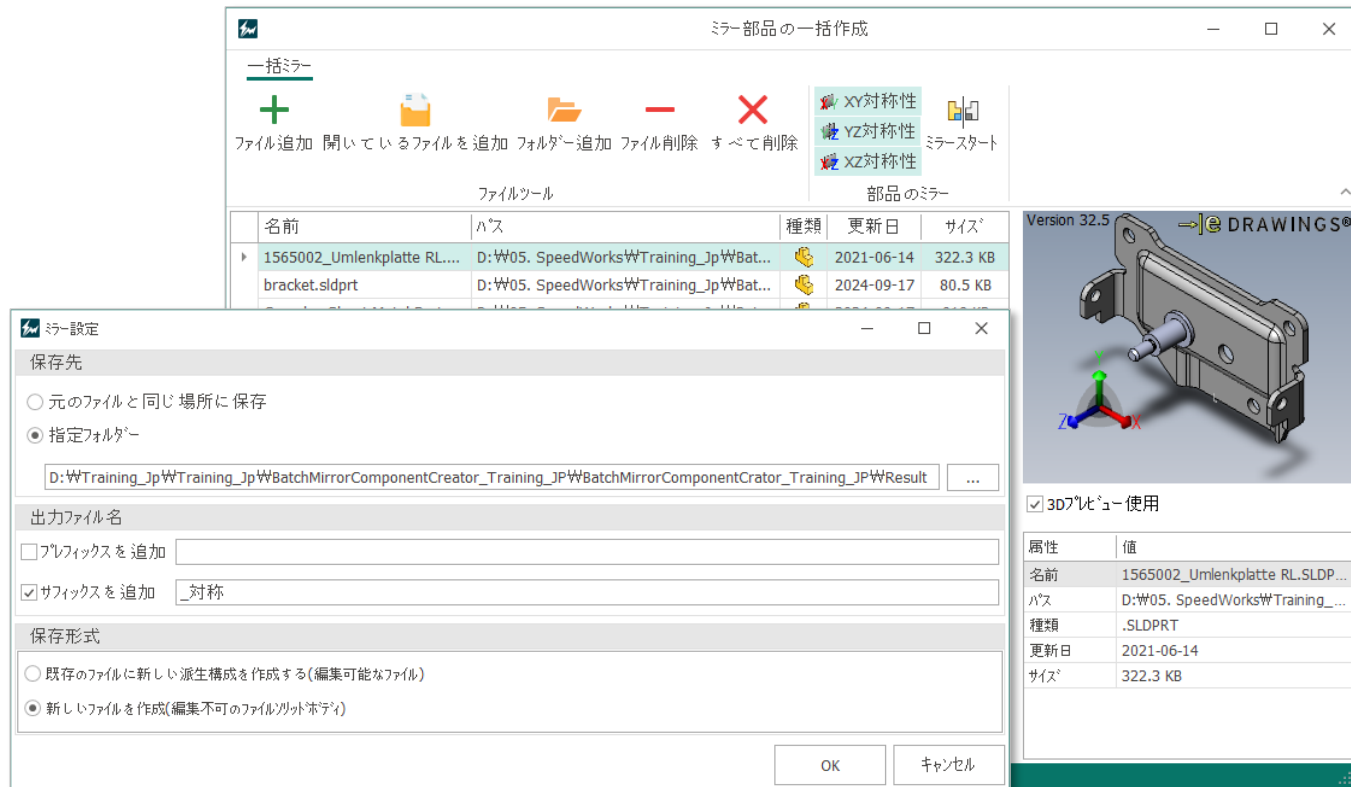 ミラー部品の一括作成
一括ミラー
ファイル追加 開いているファイルを追加 フォルダー追加 ファイル削除 すべて削除
XY対称性
YZ対称性
XZ対称性
ミラースタート
ファイルツール 部品のミラー
名前 パス 種類 更新日 サイズ
1565002_Umlenkplatte RL.... D:₩05. SpeedWorks₩Training_Jp₩Bat... 2021-06-14 322.3 KB
bracket.sldprt D:₩05. SpeedWorks₩Training_Jp₩Bat... 2024-09-17 80.5 KB
Version 32.5 e DRAWINGS®
Y
Z X
3Dプレビュー使用
属性 値
名前 1565002_Umlenkplatte RL.SLDP...
パス D:₩05. SpeedWorks₩Training_...
種類 .SLDPRT
更新日 2021-06-14
サイズ 322.3 KB
ミラー設定
保存先
元のファイルと同じ場所に保存
指定フォルダー
D:₩Training_Jp₩Training_Jp₩BatchMirrorComponentCreator_Training_JP₩BatchMirrorComponentCrator_Training_JP₩Result ...
出力ファイル名
プレフィックスを追加
サフィックスを追加 _対称
保存形式
既存のファイルに新しい派生構成を作成する(編集可能なファイル)
新しいファイルを作成(編集不可のファイルソリッドボディ)
OK キャンセル